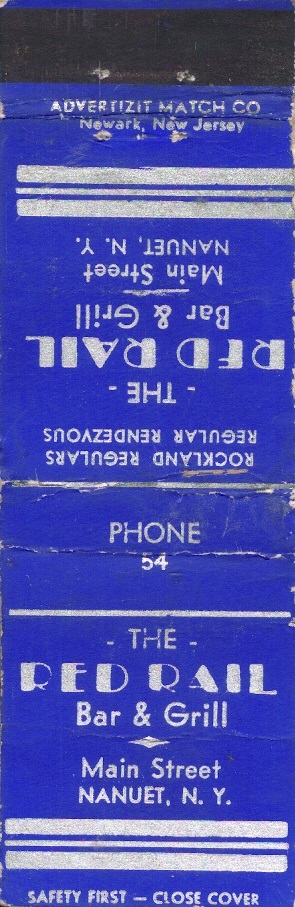 ADVERTIZIT MATCH CO
Newark, New Jersey
ROCKLAND REGULARS
REGULAR RENDEZVOUS
- THE -
RED RAIL
Bar & Grill
Main Street
NANUET, N. Y.
PHONE
54
- THE -
RED RAIL
Bar & Grill
Main Street
NANUET, N. Y.
SAFETY FIRST — CLOSE COVER